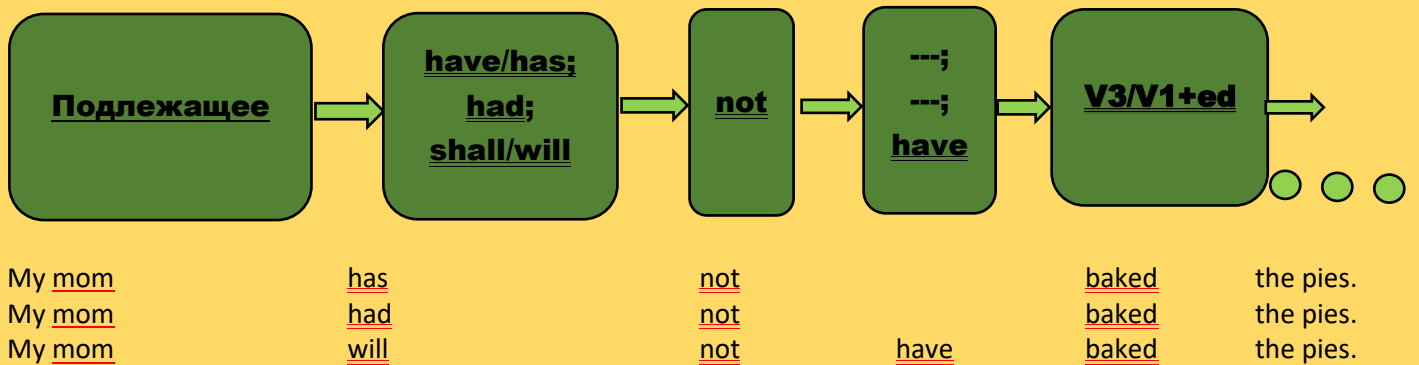 Подлежащее
have/has;
had;
shall/will
not
---;
---;
have
V3/V1+ed
My mom has not baked the pies.
My mom had not baked the pies.
My mom will not have baked the pies.